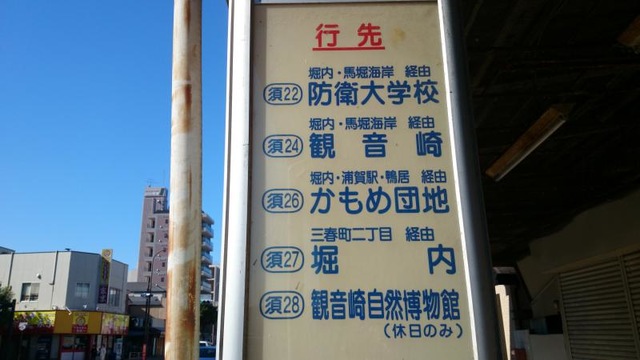 行先
堀内・馬堀海岸 経由
須22 防衛大学校
堀内・馬堀海岸 経由
須24 観音崎
堀内・浦賀駅・鴨居 経由
須26 かもめ団地
三春町二丁目 経由
須27 堀内
須28 観音崎自然博物館
(休日のみ)